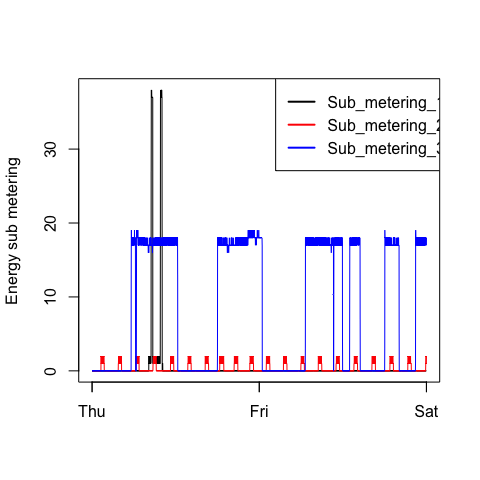 Sub_metering_1
Sub_metering_2
Sub_metering_3
Energy sub metering
30
20
10
0
Thu Fri Sat